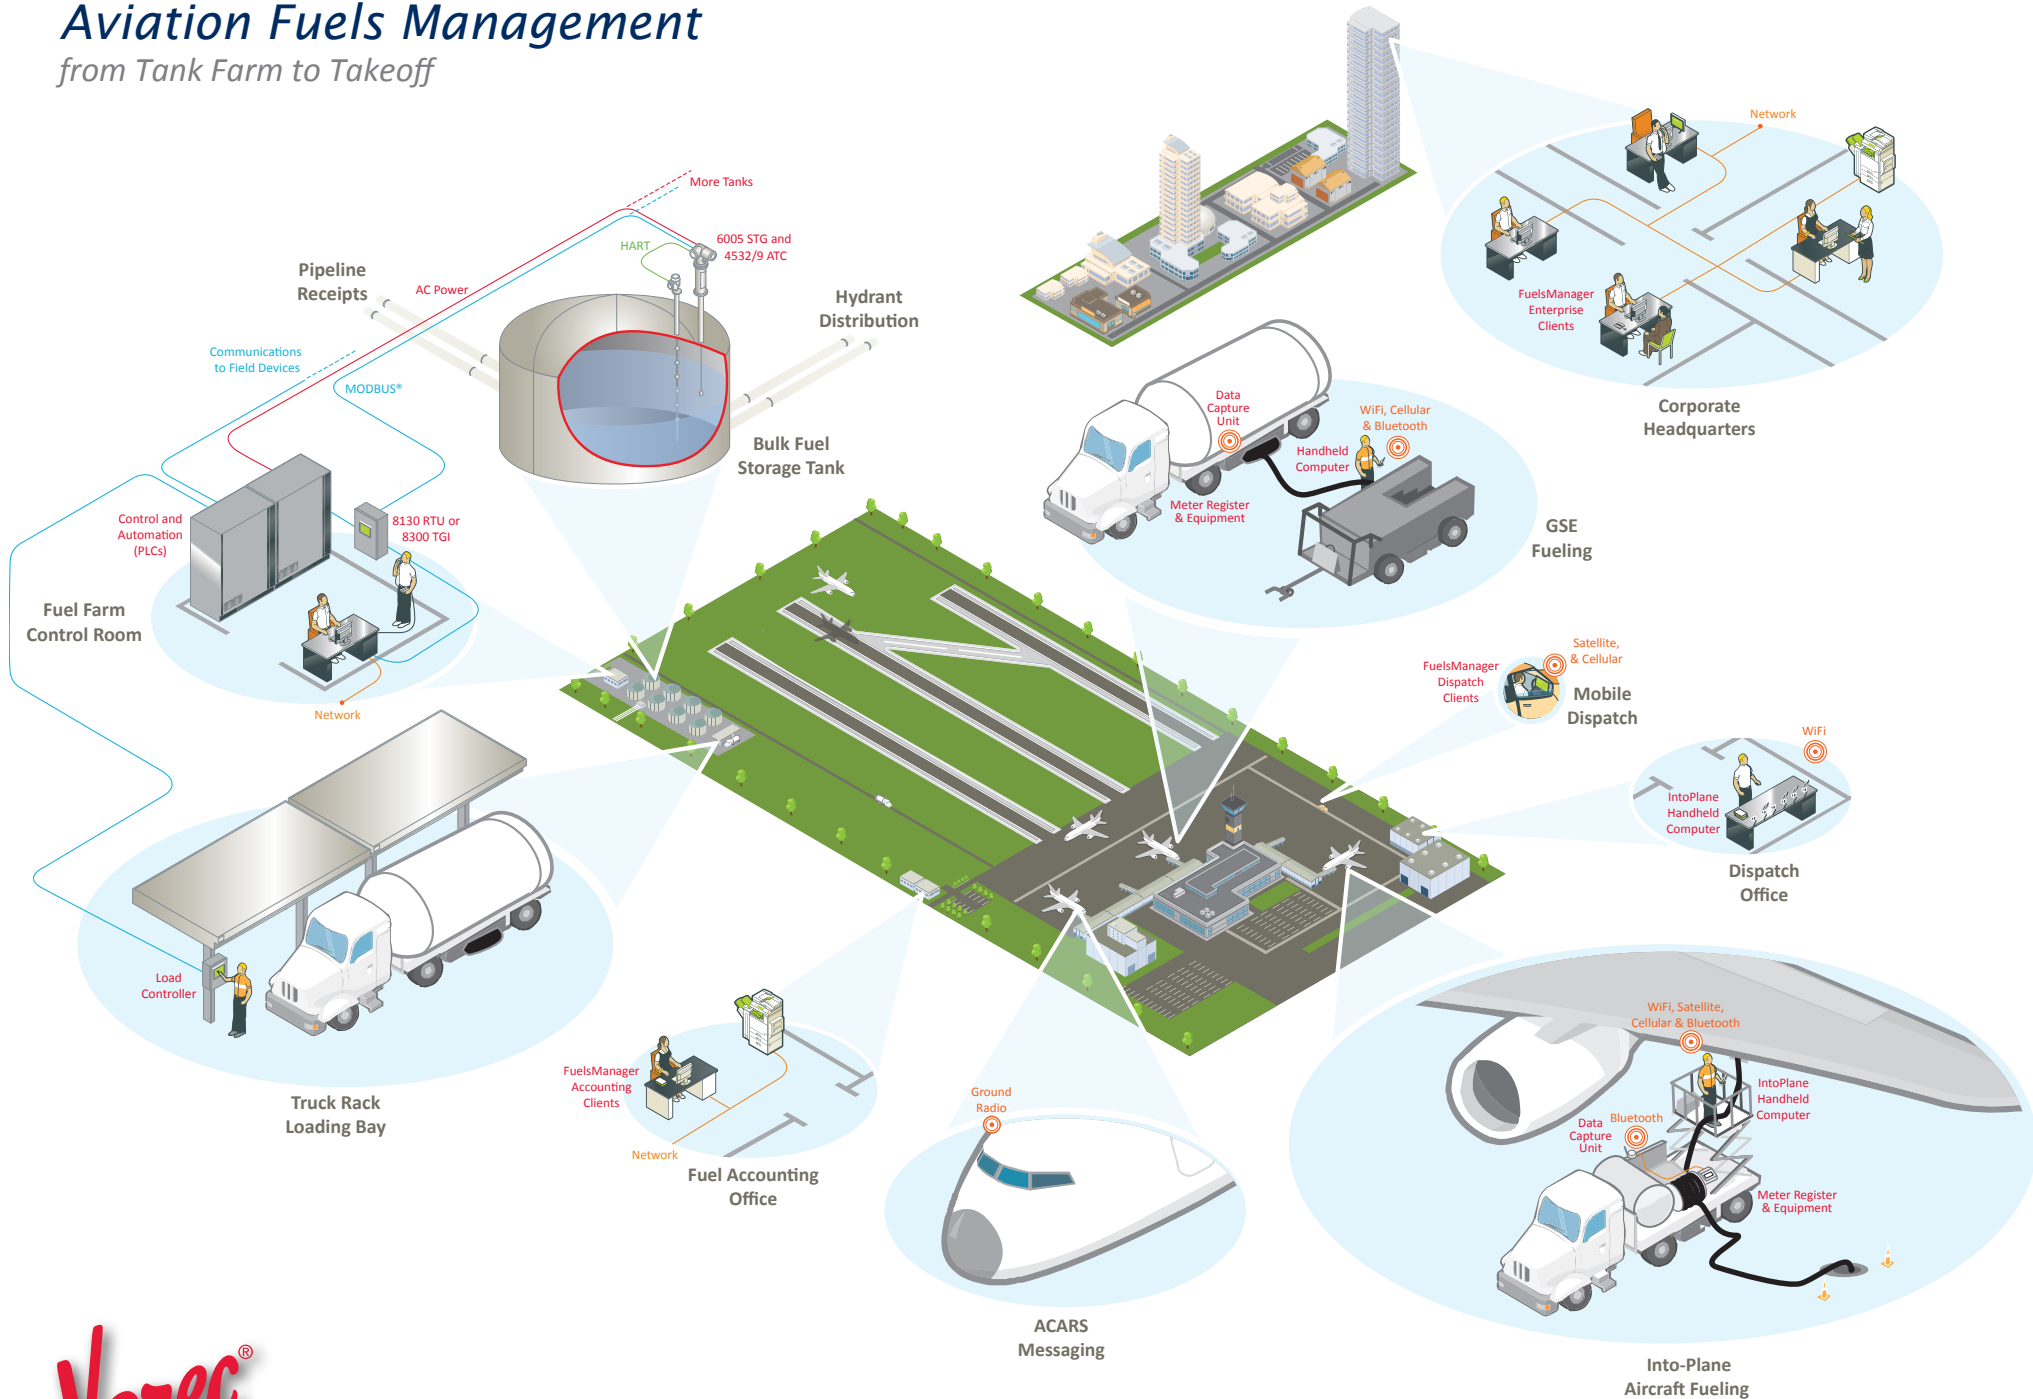 Aviation Fuels Management
from Tank Farm to Takeoff
Network
More Tanks
HART
6005 STG and
4532/9 ATC
Pipeline
Receipts
AC Power
Hydrant
Distribution
FuelsManager
Enterprise
Clients
Communications
to Field Devices
MODBUS®
Corporate
Headquarters
Data
Capture
Unit
WiFi, Cellular
& Bluetooth
Handheld
Computer
Bulk Fuel
Storage Tank
Meter Register
& Equipment
GSE
Fueling
Control and
Automation
(PLCs)
8130 RTU or
8300 TGI
Fuel Farm
Control Room
Network
Satellite,
& Cellular
FuelsManager
Dispatch
Clients
Mobile
Dispatch
WiFi
IntoPlane
Handheld
Computer
Dispatch
Office
Load
Controller
Truck Rack
Loading Bay
FuelsManager
Accounting
Clients
Network
Fuel Accounting
Office
Ground
Radio
ACARS
Messaging
WiFi, Satellite,
Cellular & Bluetooth
IntoPlane
Handheld
Computer
Data
Capture
Unit
Bluetooth
Meter Register
& Equipment
Into-Plane
Aircraft Fueling
Varec®